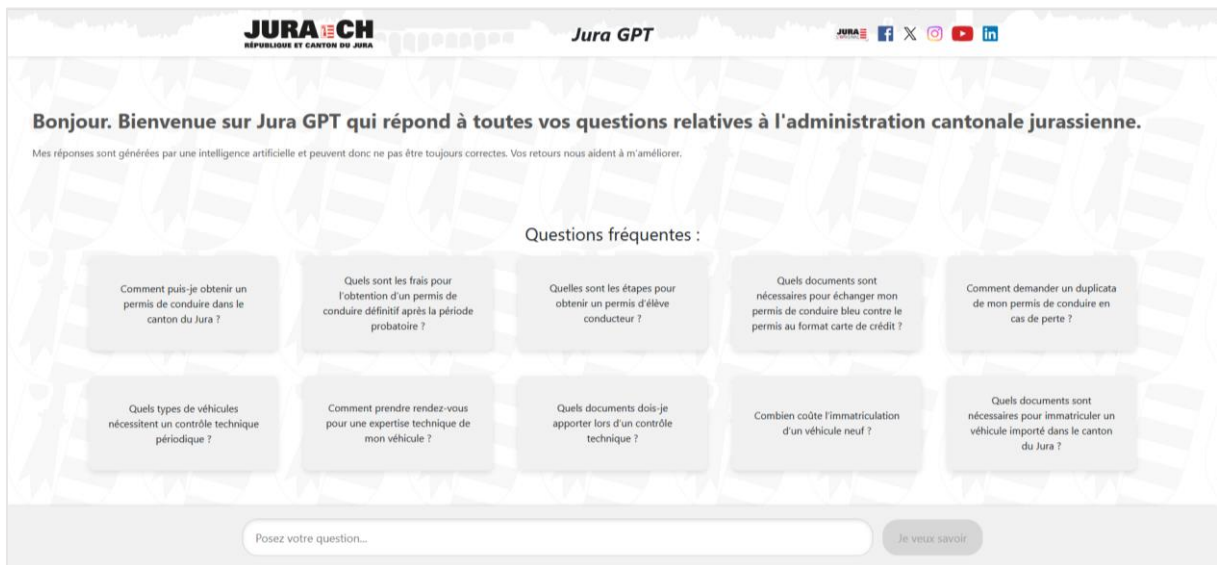 JURA CH
RÉPUBLIQUE ET CANTON DU JURA
Jura GPT
JURA
Bonjour. Bienvenue sur Jura GPT qui répond à toutes vos questions relatives à l'administration cantonale jurassienne.
Mes réponses sont générées par une intelligence artificielle et peuvent donc ne pas être toujours correctes. Vos retours nous aident à m'améliorer.
Questions fréquentes :
Comment puis-je obtenir un
permis de conduire dans le
canton du Jura ?
Quels sont les frais pour
l'obtention d'un permis de
conduire définitif après la période
probatoire ?
Quelles sont les étapes pour
obtenir un permis d'élève
conducteur ?
Quels documents sont
nécessaires pour échanger mon
permis de conduire bleu contre le
permis au format carte de crédit ?
Comment demander un duplicata
de mon permis de conduire en
cas de perte ?
Quels types de véhicules
nécessitent un contrôle technique
périodique ?
Comment prendre rendez-vous
pour une expertise technique de
mon véhicule ?
Quels documents dois-je
apporter lors d'un contrôle
technique ?
Combien coûte l'immatriculation
d'un véhicule neuf ?
Quels documents sont
nécessaires pour immatriculer un
véhicule importé dans le canton
du Jura ?
Posez votre question...
Je veux savoir